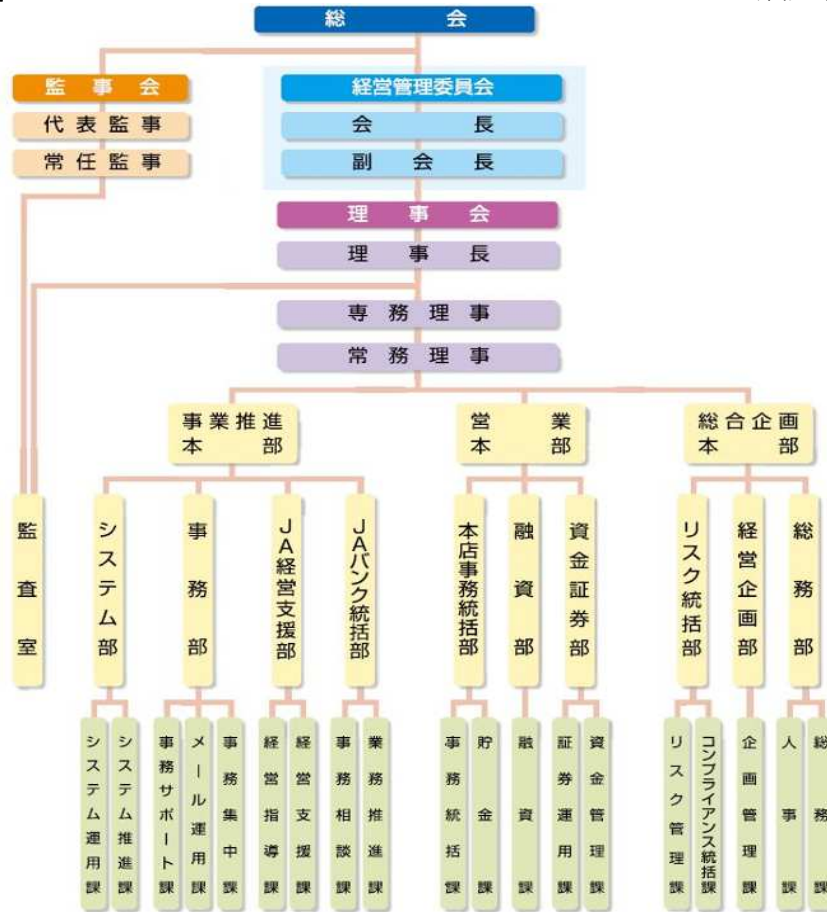 総会
監事会
経営管理委員会
代表監事
会長
常任監事
副会長
理事会
理事長
専務理事
常務理事
事業推進
本部
営業
本部
総合企画
本部
監査室
システム部
事務部
JA経営支援部
JAバンク統括部
本店事務統括部
融資部
資金証券部
リスク統括部
経営企画部
総務部
システム運用課
システム推進課
事務サポート課
メール運用課
事務集中課
経営指導課
経営支援課
事務相談課
業務推進課
事務統括課
貯金課
融資課
証券運用課
資金管理課
リスク管理課
コンプライアンス統括課
企画管理課
人事課
総務課